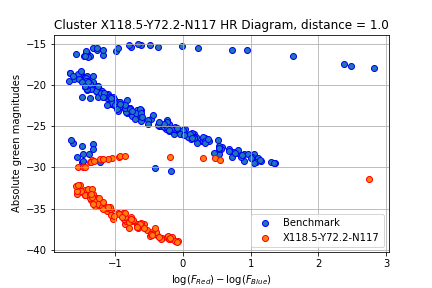 Cluster X118.5-Y72.2-N117 HR Diagram, distance = 1.0
Absolute green magnitudes
−15
−20
−25
−30
−35
−40
−1
0
1
2
3
log(F_Red) − log(F_Blue)
Benchmark
X118.5-Y72.2-N117